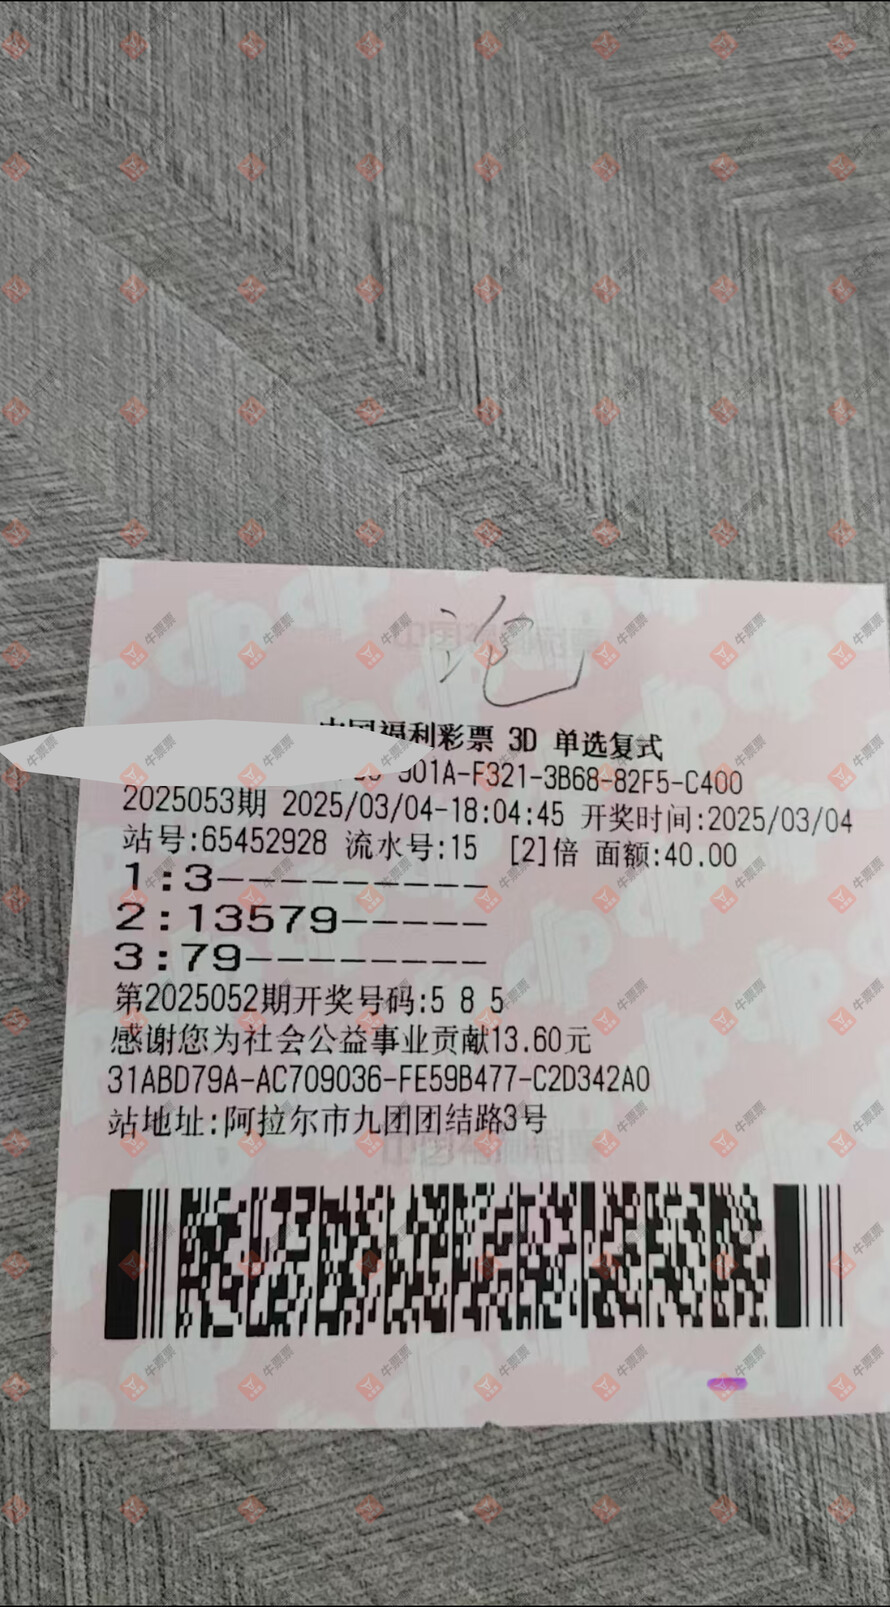 中国福利彩票 3D 单选复式
901A-F321-3B68-82F5-C400
2025053期 2025/03/04-18:04:45 开奖时间:2025/03/04
站号:65452928 流水号:15 [2]倍 面额:40.00
1:3---------
2:13579-----
3:79--------
第2025052期开奖号码:5 8 5
感谢您为社会公益事业贡献13.60元
31ABD79A-AC709036-FE59B477-C2D342A0
站地址:阿拉尔市九团团结路3号
牛票票